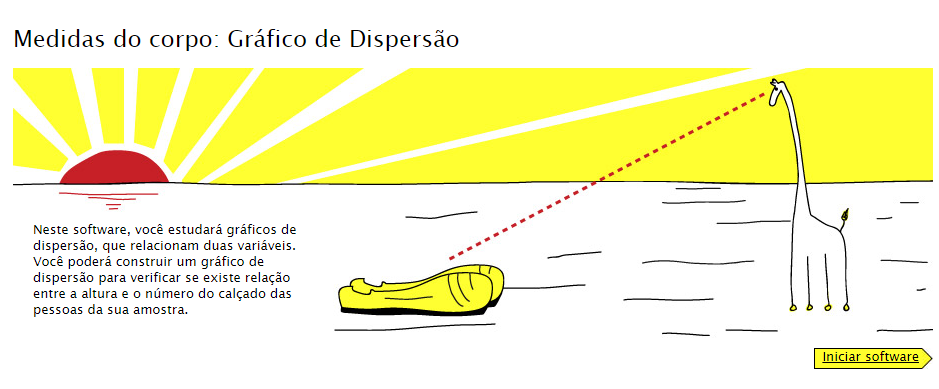 Medidas do corpo: Gráfico de Dispersão
Neste software, você estudará gráficos de
dispersão, que relacionam duas variáveis.
Você poderá construir um gráfico de
dispersão para verificar se existe relação
entre a altura e o número do calçado das
pessoas da sua amostra.
Iniciar software